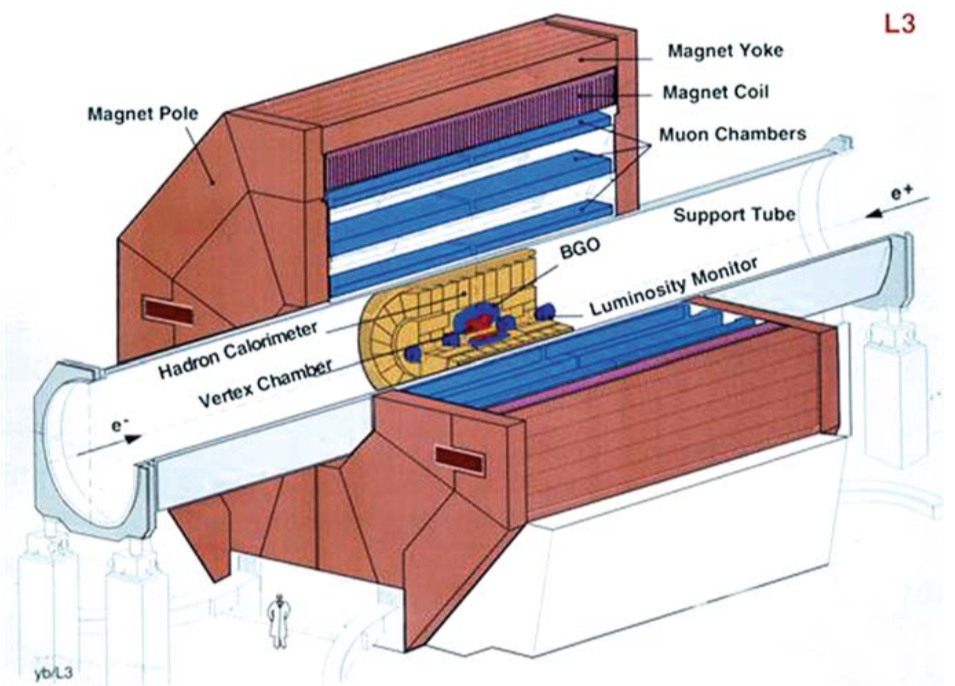 L3
Magnet Yoke
Magnet Coil
Magnet Pole
Muon Chambers
e+
Support Tube
BGO
Luminosity Monitor
Hadron Calorimeter
Vertex Chamber
e-
yb/L3